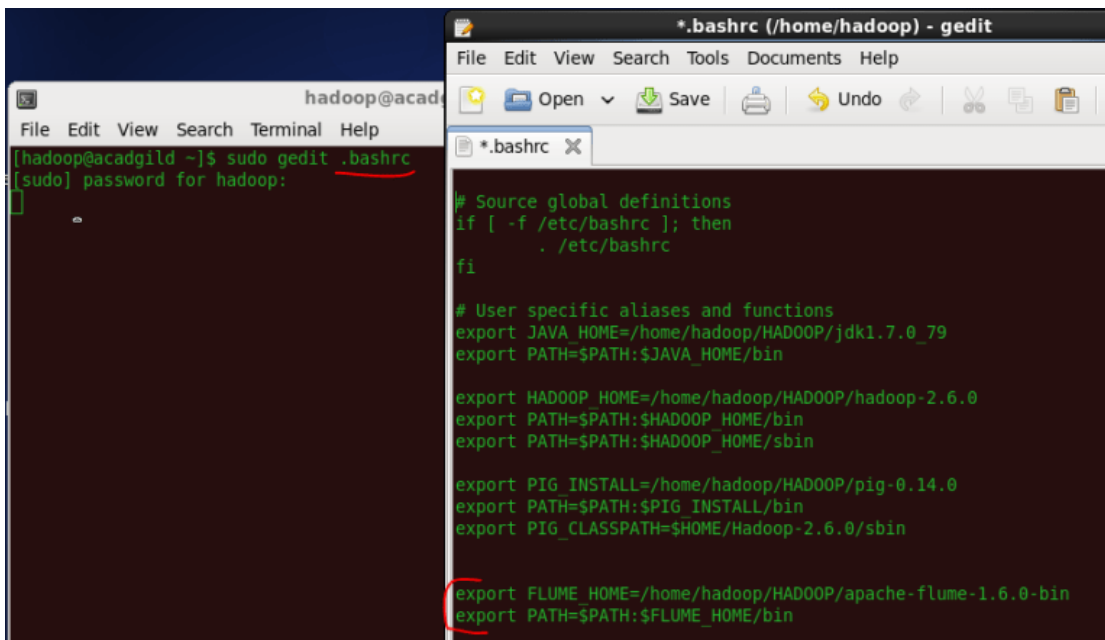 hadoop@acad
File Edit View Search Terminal Help
[hadoop@acadgild ~]$ sudo gedit .bashrc
[sudo] password for hadoop:
*.bashrc (/home/hadoop) - gedit
File Edit View Search Tools Documents Help
Open Save Undo
*.bashrc
# Source global definitions
if [ -f /etc/bashrc ]; then
. /etc/bashrc
fi
# User specific aliases and functions
export JAVA_HOME=/home/hadoop/HADOOP/jdk1.7.0_79
export PATH=$PATH:$JAVA_HOME/bin
export HADOOP_HOME=/home/hadoop/HADOOP/hadoop-2.6.0
export PATH=$PATH:$HADOOP_HOME/bin
export PATH=$PATH:$HADOOP_HOME/sbin
export PIG_INSTALL=/home/hadoop/HADOOP/pig-0.14.0
export PATH=$PATH:$PIG_INSTALL/bin
export PIG_CLASSPATH=$HOME/Hadoop-2.6.0/sbin
export FLUME_HOME=/home/hadoop/HADOOP/apache-flume-1.6.0-bin
export PATH=$PATH:$FLUME_HOME/bin